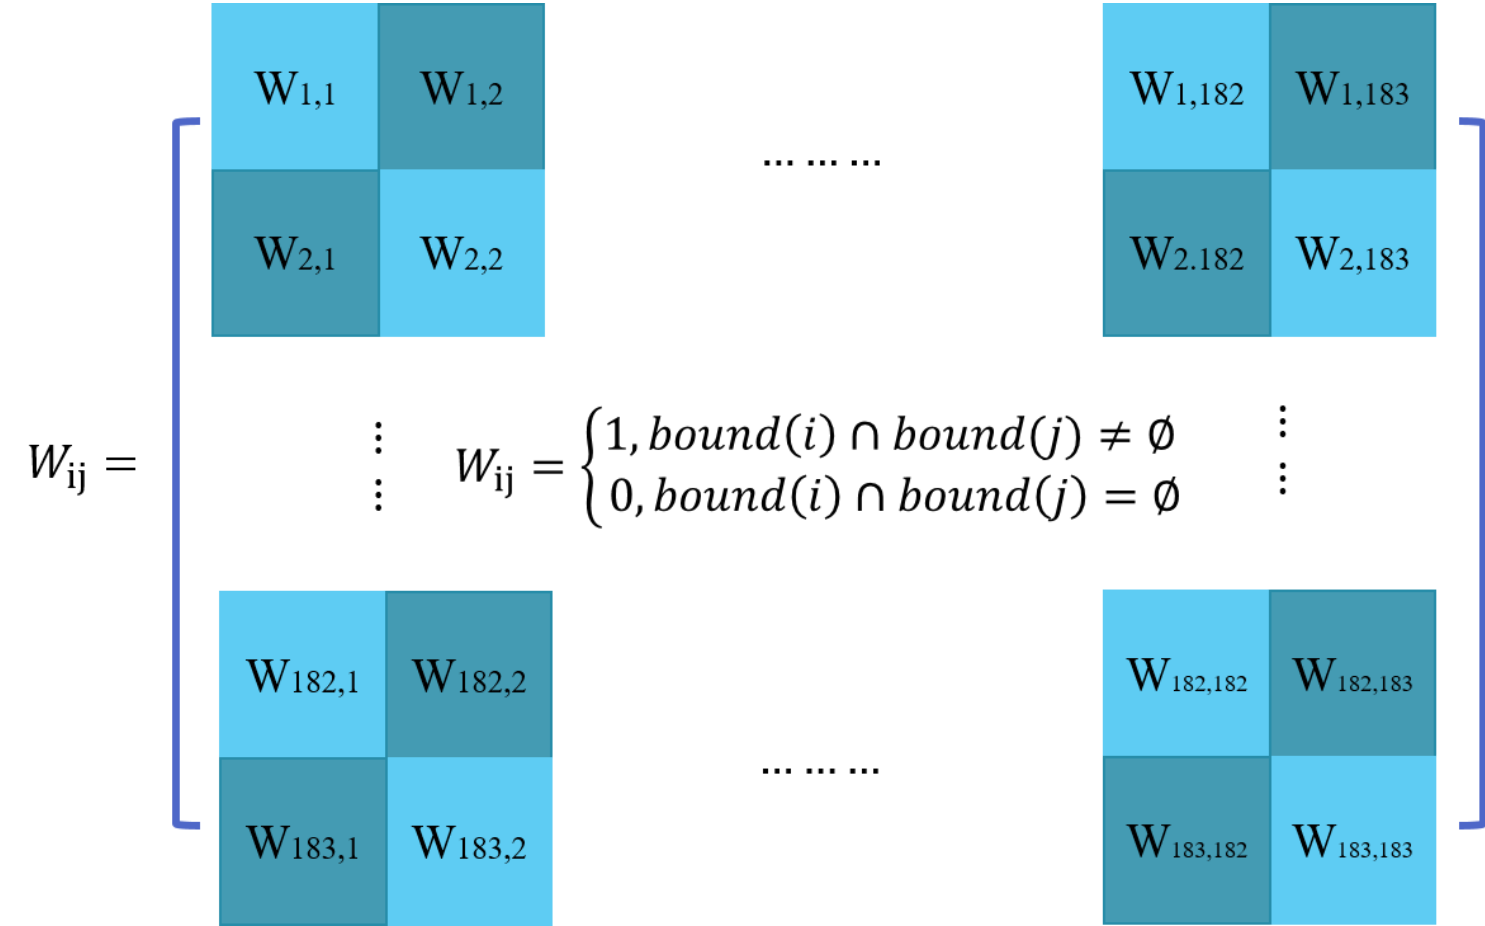 W1,1 W1,2 W1,182 W1,183
... ... ...
W2,1 W2,2 W2.182 W2,183
Wij = ⋮ Wij = {1, bound(i) ∩ bound(j) ≠ ∅ ⋮
⋮ 0, bound(i) ∩ bound(j) = ∅ ⋮
W182,1 W182,2 W182,182 W182,183
... ... ...
W183,1 W183,2 W183,182 W183,183